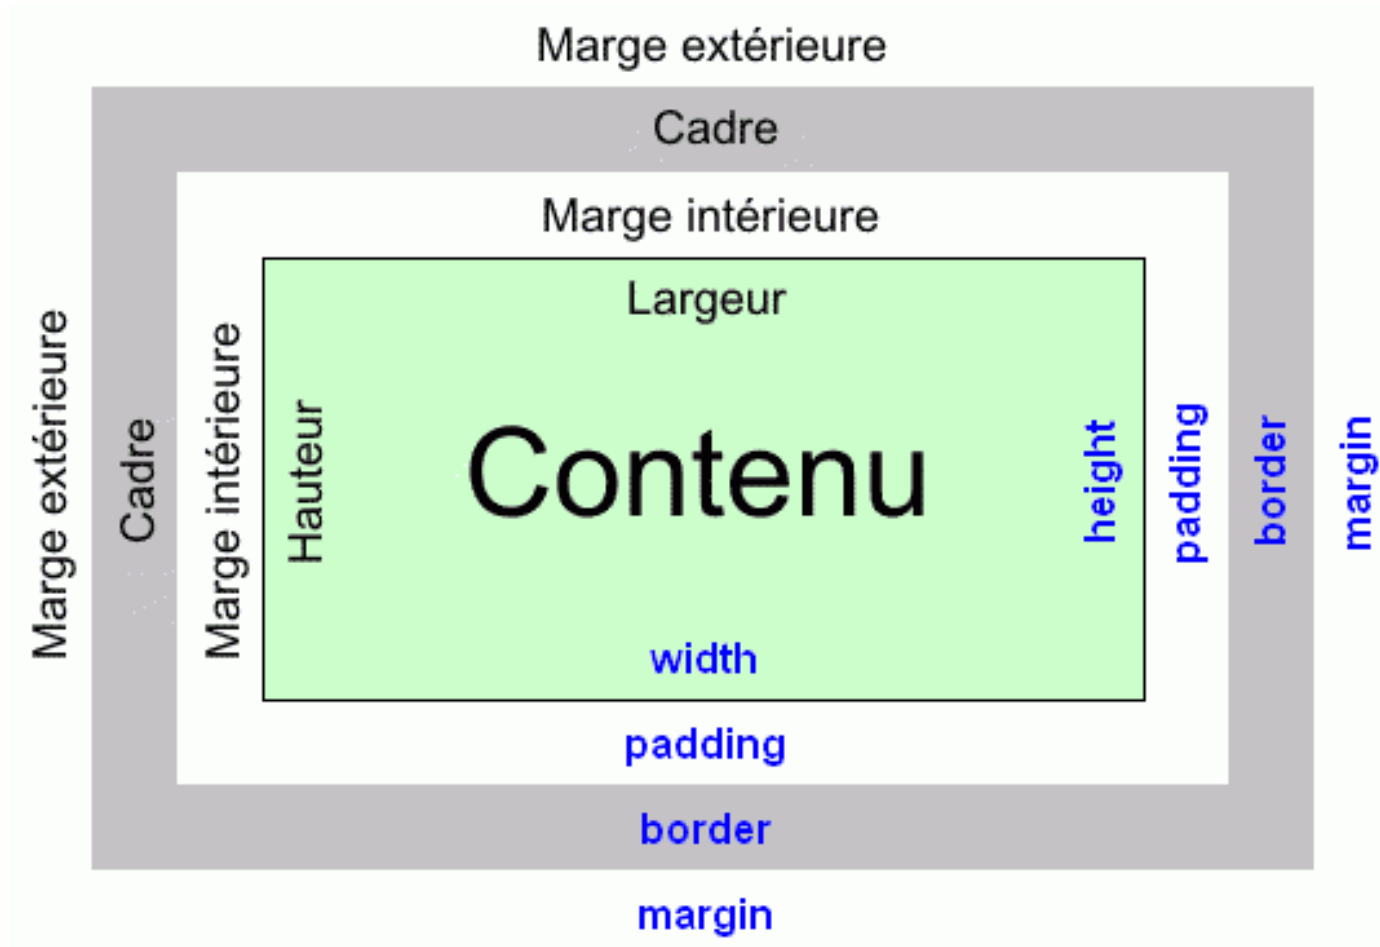 Marge extérieure
Cadre
Marge intérieure
Largeur
Marge extérieure
Cadre
Marge intérieure
Hauteur
Contenu
height
padding
border
margin
width
padding
border
margin